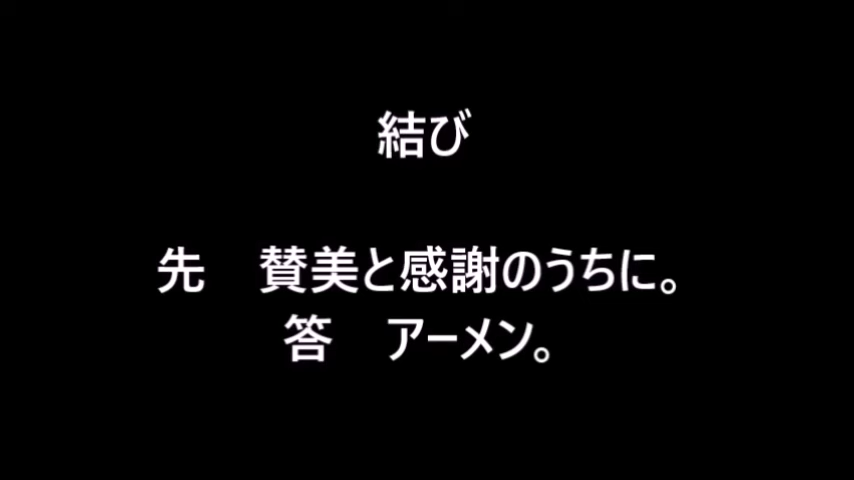 結び
先　賛美と感謝のうちに。
答　アーメン。